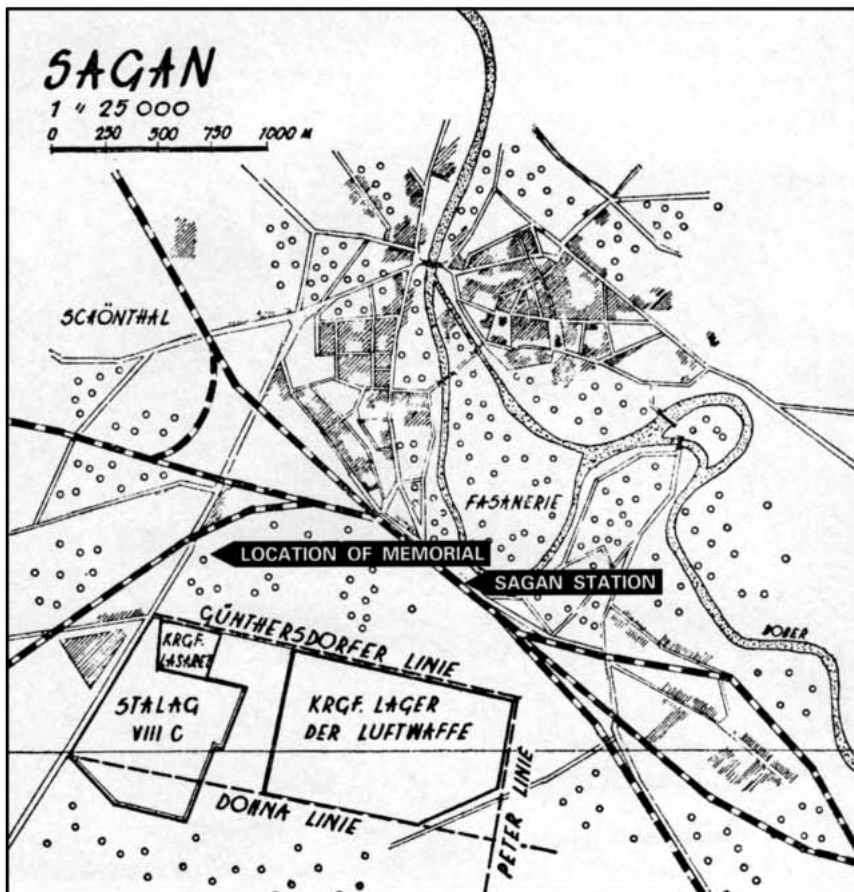 SAGAN
1 " 25 000
0 250 500 750 1000 M
SCHÖNTHAL
FASANERIE
LOCATION OF MEMORIAL
SAGAN STATION
BOBER
GÜNTHERSDORFER LINIE
KRGF.
LASARET
STALAG
VIII C
KRGF. LAGER
DER LUFTWAFFE
DOHNA LINIE
PETER LINIE